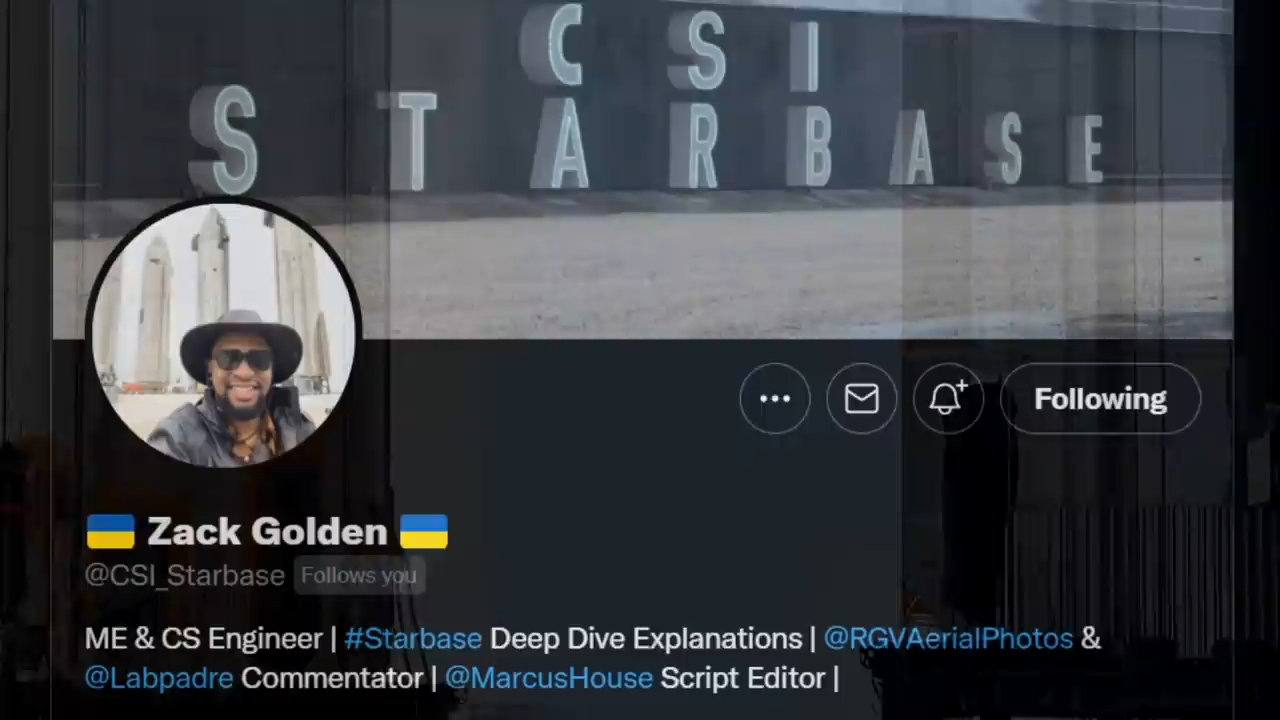 CSI
STARBASE
Following
Zack Golden
@CSI_Starbase Follows you
ME & CS Engineer | #Starbase Deep Dive Explanations | @RGVAerialPhotos &
@Labpadre Commentator | @MarcusHouse Script Editor |